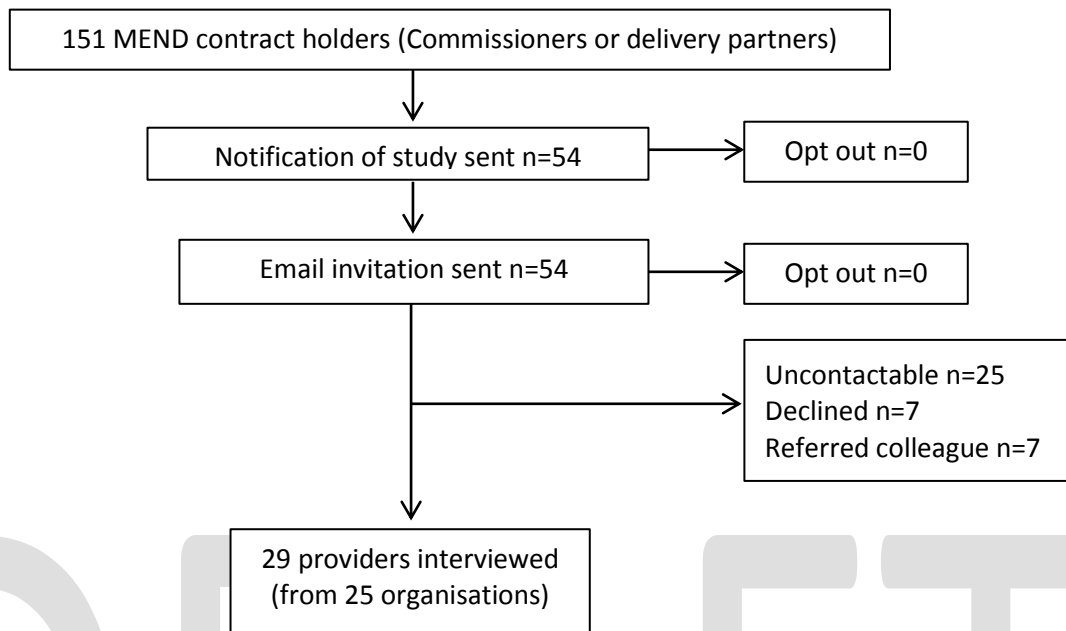 151 MEND contract holders (Commissioners or delivery partners)
Notification of study sent n=54
Opt out n=0
Email invitation sent n=54
Opt out n=0
Uncontactable n=25
Declined n=7
Referred colleague n=7
29 providers interviewed
(from 25 organisations)